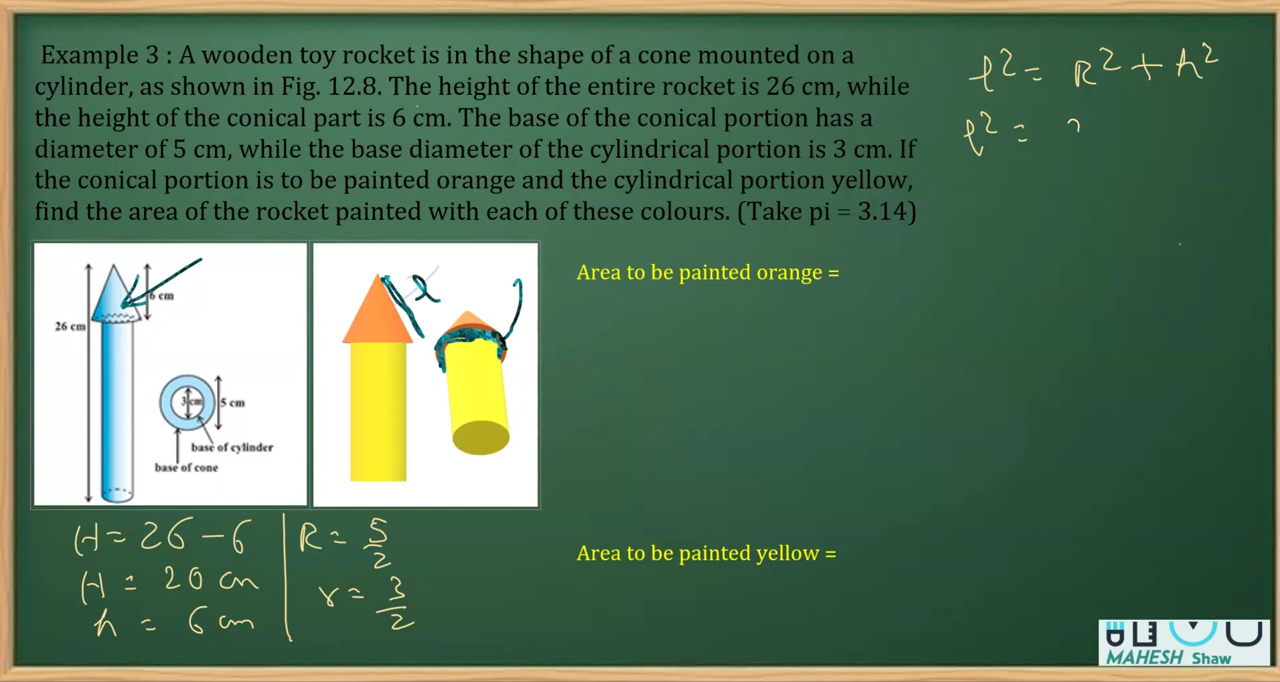 Example 3 : A wooden toy rocket is in the shape of a cone mounted on a
cylinder, as shown in Fig. 12.8. The height of the entire rocket is 26 cm, while
the height of the conical part is 6 cm. The base of the conical portion has a
diameter of 5 cm, while the base diameter of the cylindrical portion is 3 cm. If
the conical portion is to be painted orange and the cylindrical portion yellow,
find the area of the rocket painted with each of these colours. (Take pi = 3.14)
l² = R² + h²
l² =
6 cm
26 cm
3 cm
5 cm
base of cylinder
base of cone
l
Area to be painted orange =
H = 26 - 6
H = 20 cm
h = 6 cm
R = 5/2
r = 3/2
Area to be painted yellow =
MAHESH Shaw